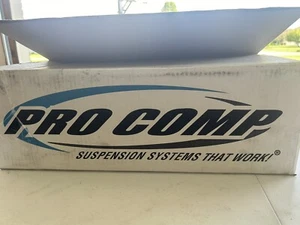 PRO COMP
SUSPENSION SYSTEMS THAT WORK!®